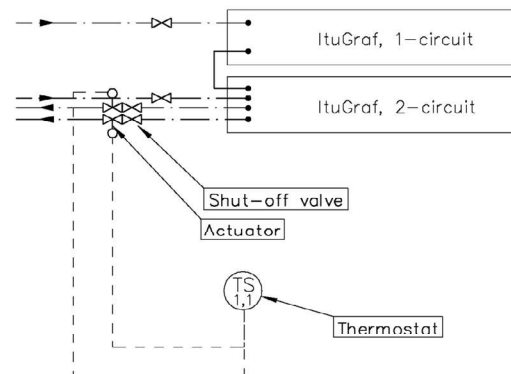 ItuGraf, 1-circuit
ItuGraf, 2-circuit
Shut-off valve
Actuator
TS
1,1
Thermostat